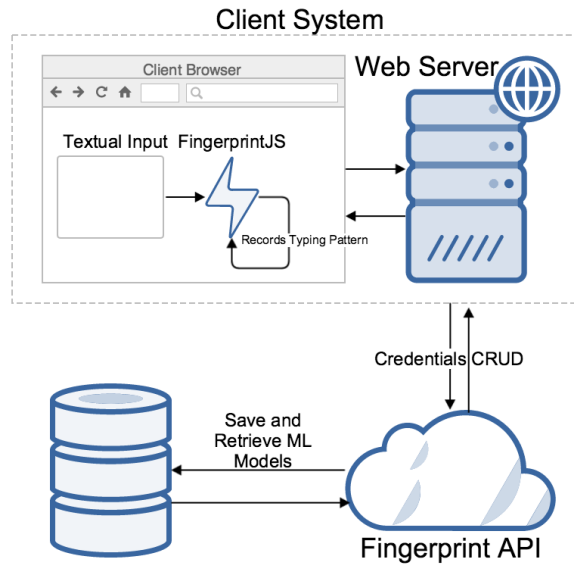 Client System
Client Browser
Web Server
Textual Input
FingerprintJS
Records Typing Pattern
Credentials CRUD
Save and
Retrieve ML
Models
Fingerprint API